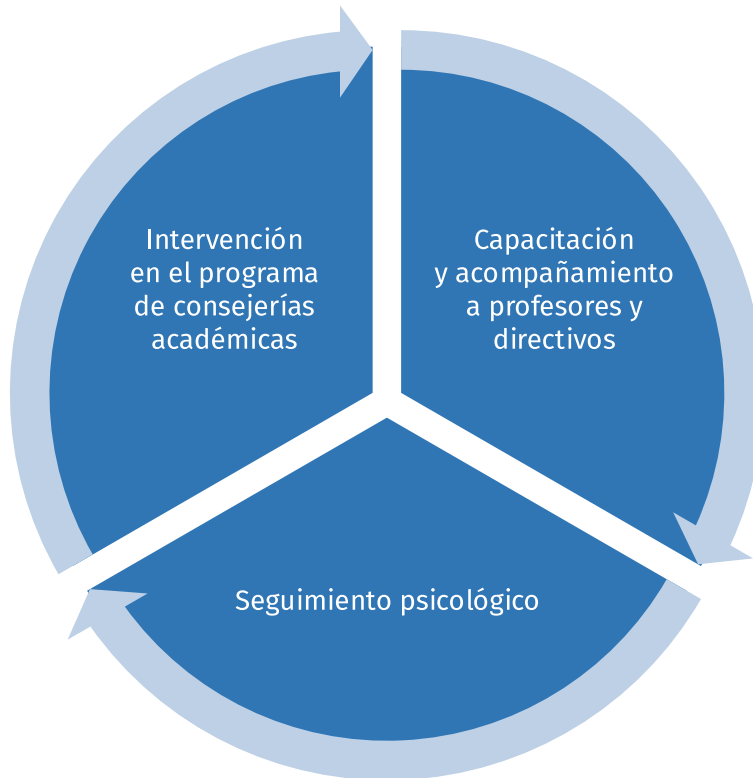 Intervención
en el programa
de consejerías
académicas
Capacitación
y acompañamiento
a profesores y
directivos
Seguimiento psicológico